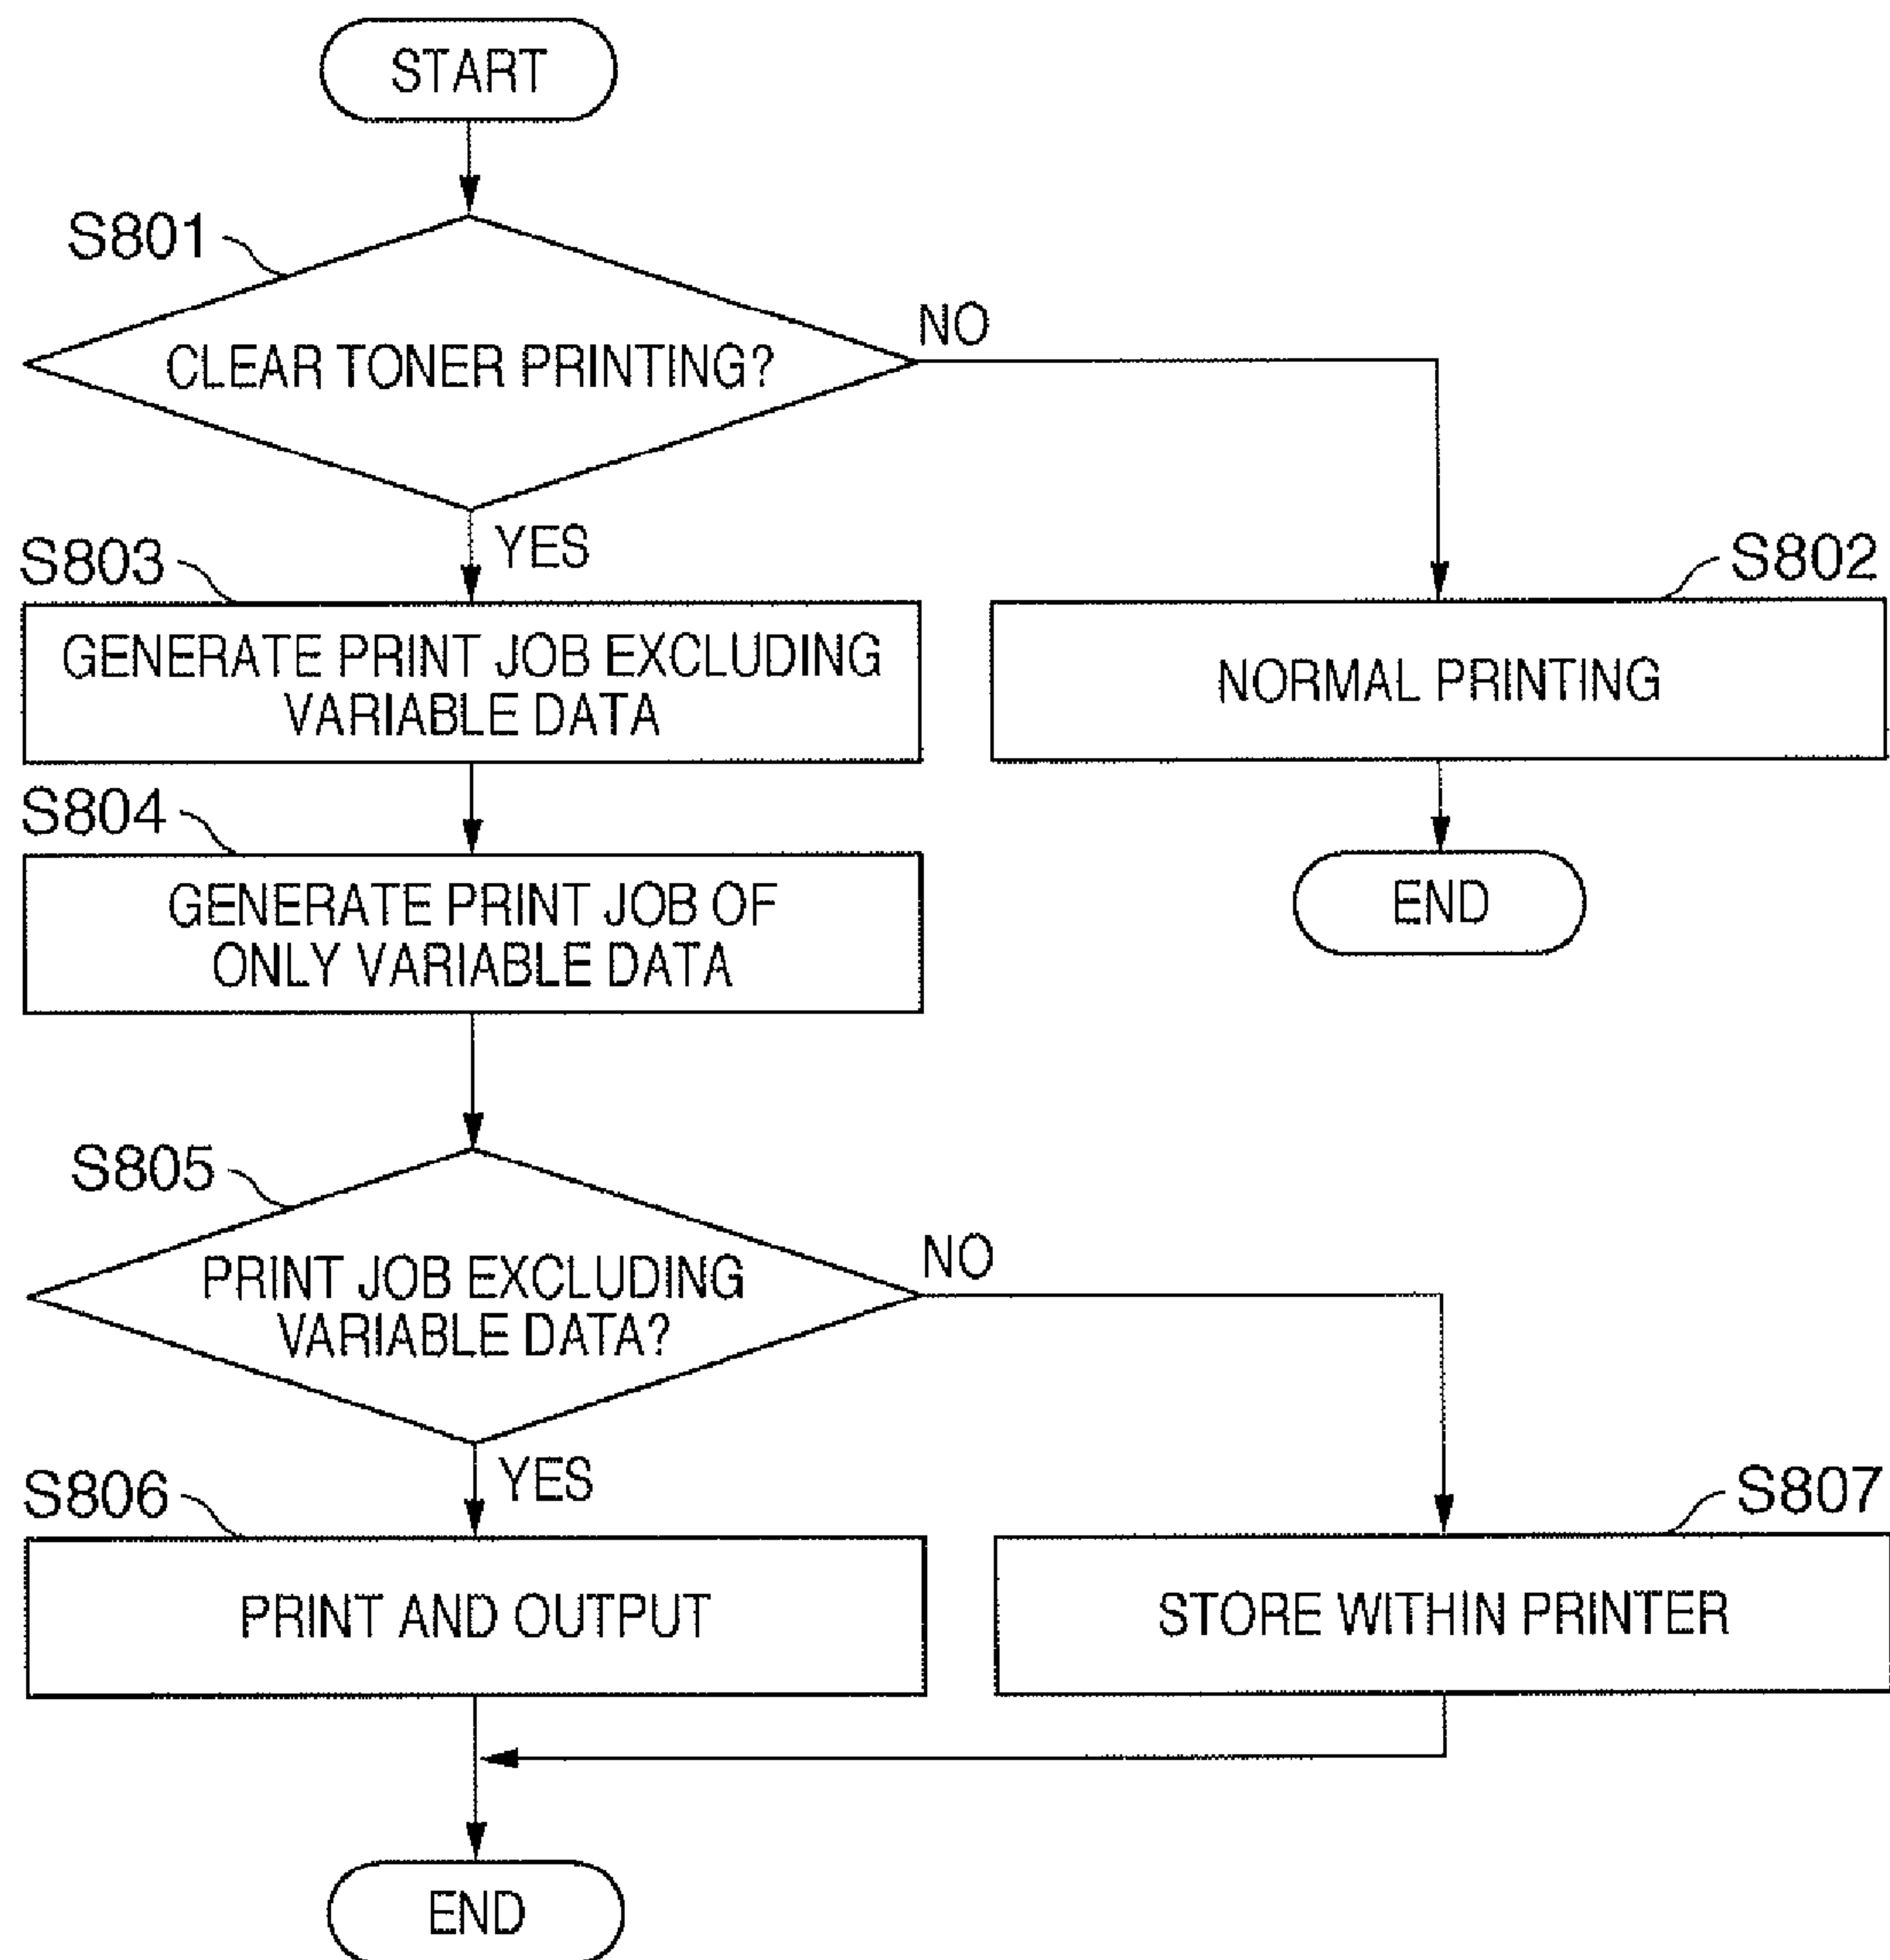 START
S801
CLEAR TONER PRINTING?
NO
YES
S803
GENERATE PRINT JOB EXCLUDING
VARIABLE DATA
S802
NORMAL PRINTING
S804
GENERATE PRINT JOB OF
ONLY VARIABLE DATA
END
S805
PRINT JOB EXCLUDING
VARIABLE DATA?
NO
YES
S806
PRINT AND OUTPUT
S807
STORE WITHIN PRINTER
END